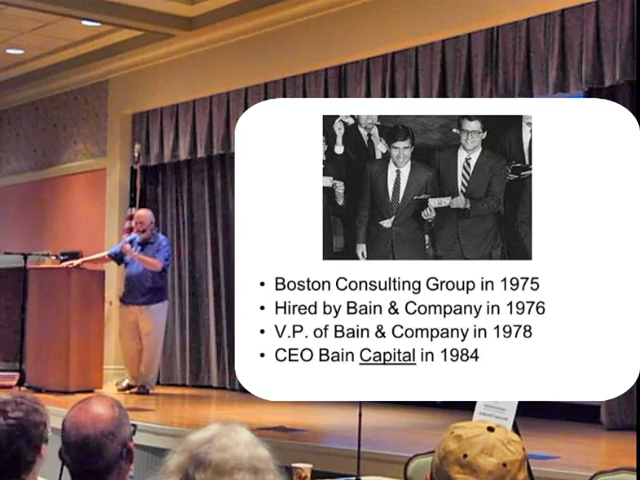 • Boston Consulting Group in 1975
• Hired by Bain & Company in 1976
• V.P. of Bain & Company in 1978
• CEO Bain Capital in 1984